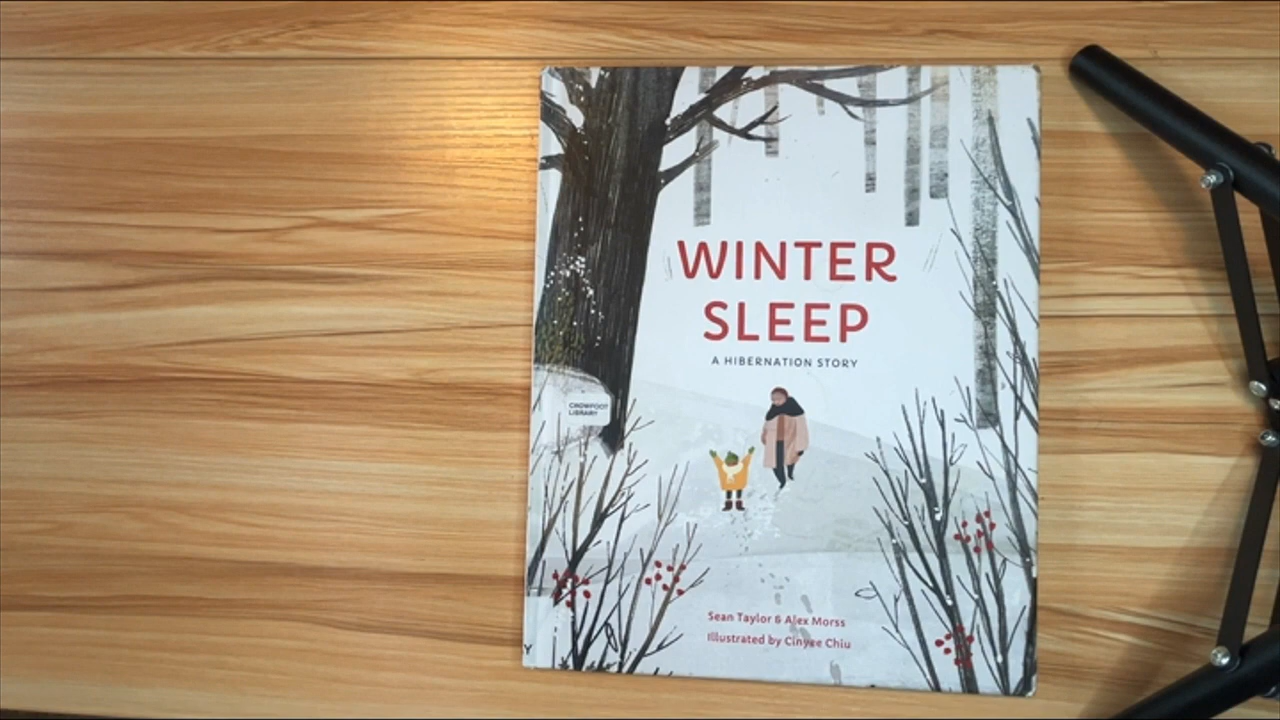 WINTER
SLEEP
A HIBERNATION STORY
CROWFOOT
LIBRARY
Sean Taylor & Alex Morss
Illustrated by Cinyee Chiu